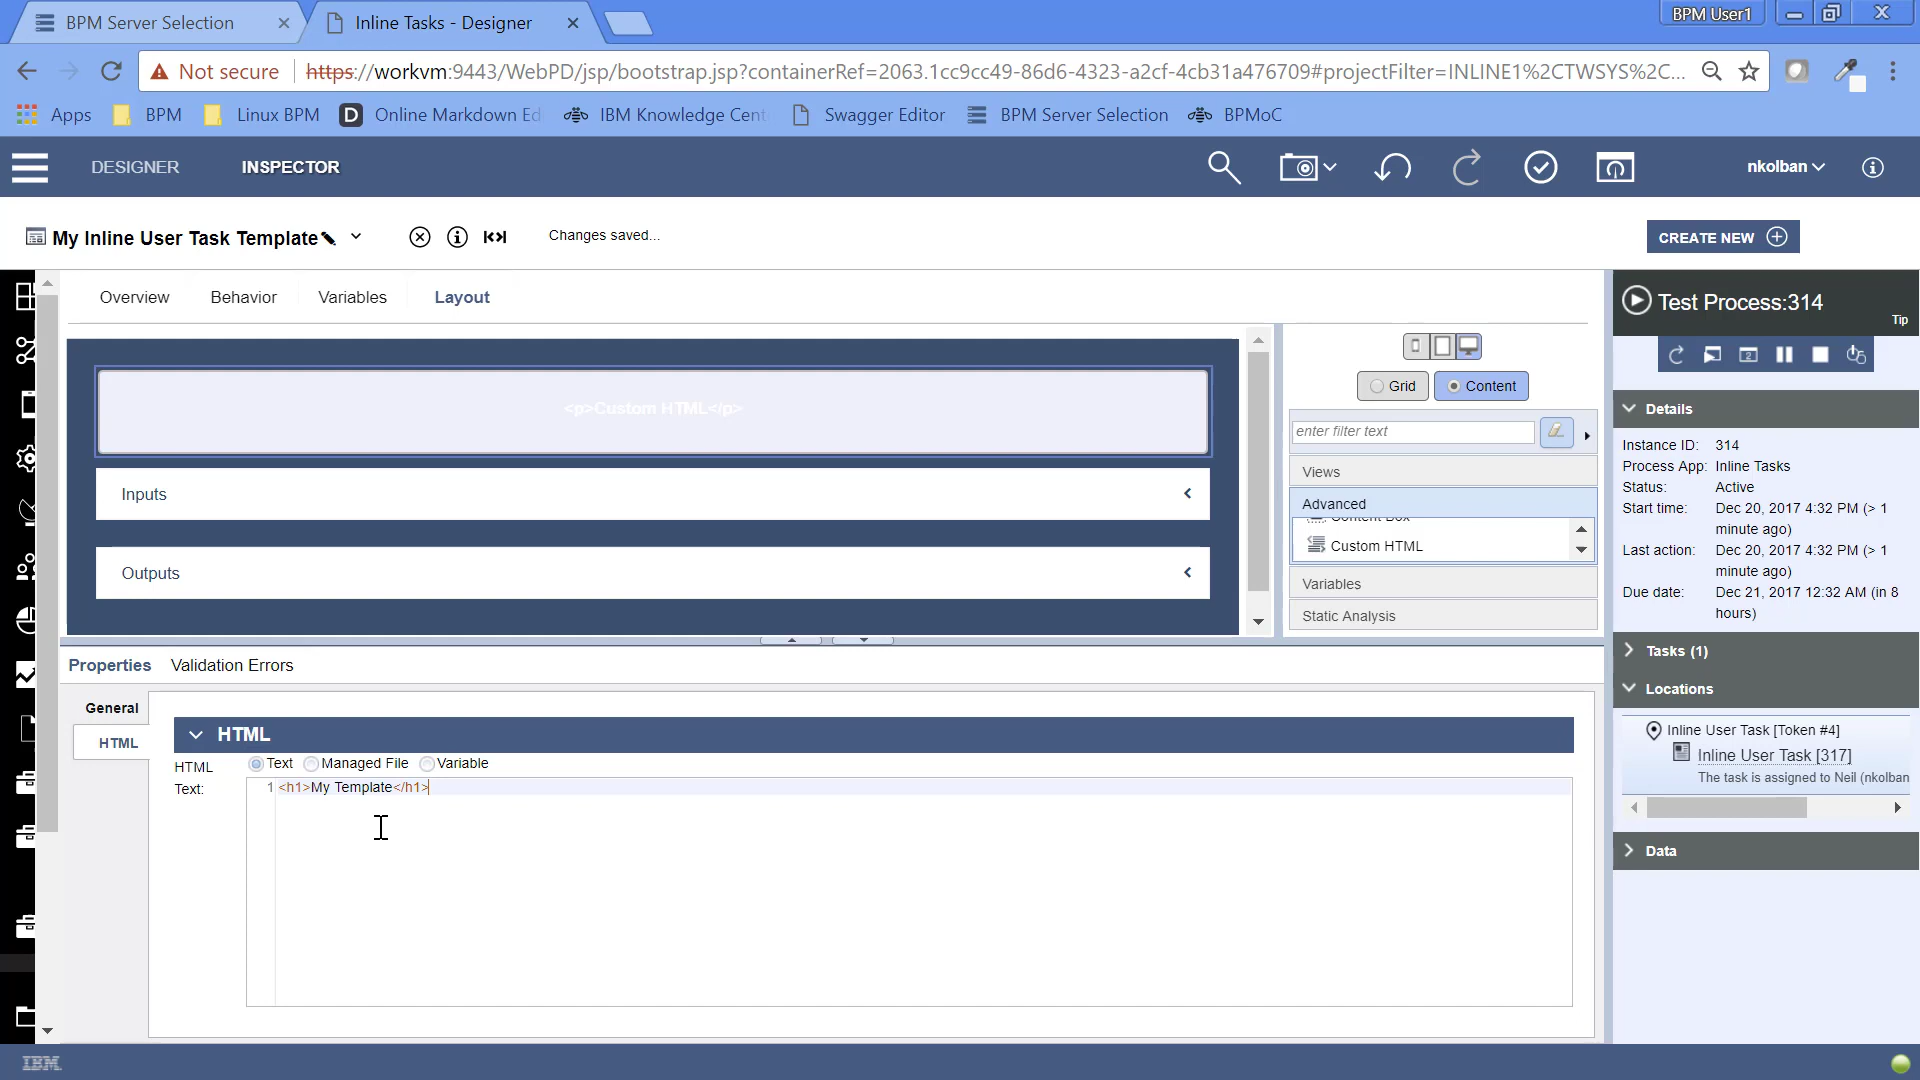 BPM Server Selection
Inline Tasks - Designer
BPM User1
Not secure
https://workvm:9443/WebPD/jsp/bootstrap.jsp?containerRef=2063.1cc9cc49-86d6-4323-a2cf-4cb31a476709#projectFilter=INLINE1%2CTWSYS%2C...
Apps
BPM
Linux BPM
Online Markdown Ed
IBM Knowledge Cent
Swagger Editor
BPM Server Selection
BPMoC
DESIGNER
INSPECTOR
nkolban
My Inline User Task Template
Changes saved...
CREATE NEW
Overview
Behavior
Variables
Layout
<p>Custom HTML</p>
Inputs
Outputs
Grid
Content
enter filter text
Views
Advanced
Content Box
Custom HTML
Variables
Static Analysis
Properties
Validation Errors
General
HTML
HTML
HTML
Text
Managed File
Variable
Text:
1 <h1>My Template</h1>
Test Process:314
Tip
Details
Instance ID: 314
Process App: Inline Tasks
Status: Active
Start time: Dec 20, 2017 4:32 PM (> 1
minute ago)
Last action: Dec 20, 2017 4:32 PM (> 1
minute ago)
Due date: Dec 21, 2017 12:32 AM (in 8
hours)
Tasks (1)
Locations
Inline User Task [Token #4]
Inline User Task [317]
The task is assigned to Neil (nkolban
Data
IBM